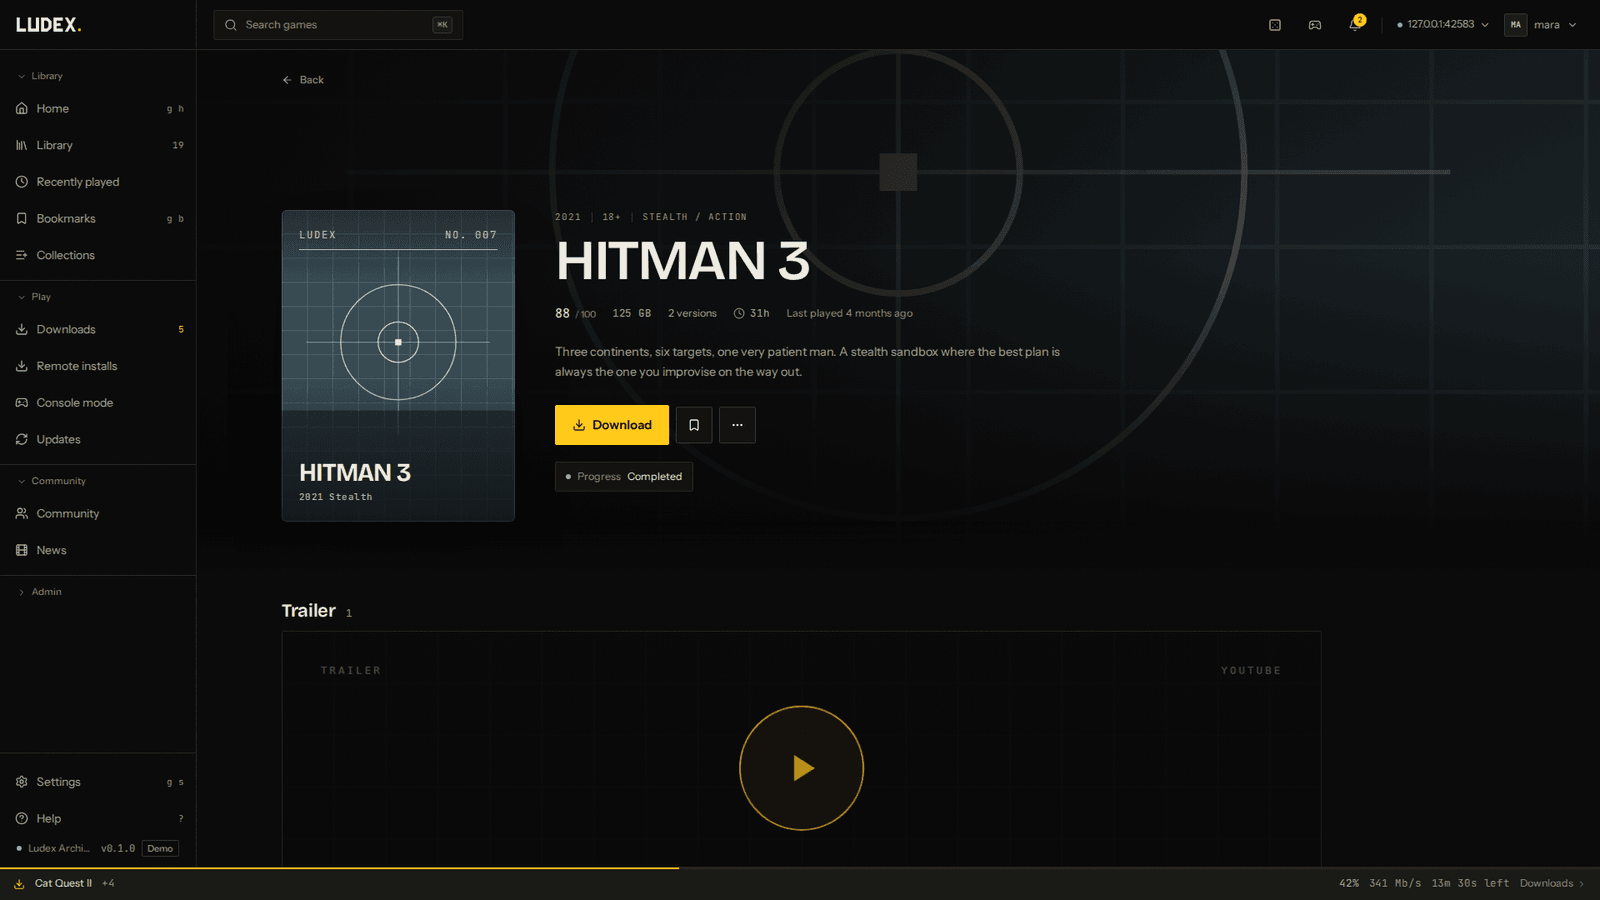 LUDEX.
Search games
⌘K
2
127.0.0.1:42583
MA
mara
Library
Home
g h
Library
19
Recently played
Bookmarks
g b
Collections
Play
Downloads
5
Remote installs
Console mode
Updates
Community
Community
News
Admin
Settings
g s
Help
?
Ludex Archi...
v0.1.0
Demo
Back
LUDEX
NO. 007
HITMAN 3
2021 Stealth
2021 | 18+ | STEALTH / ACTION
HITMAN 3
88 /100
125 GB
2 versions
31h
Last played 4 months ago
Three continents, six targets, one very patient man. A stealth sandbox where the best plan is
always the one you improvise on the way out.
Download
Progress Completed
Trailer 1
TRAILER
YOUTUBE
Cat Quest II +4
42% 341 Mb/s 13m 30s left Downloads